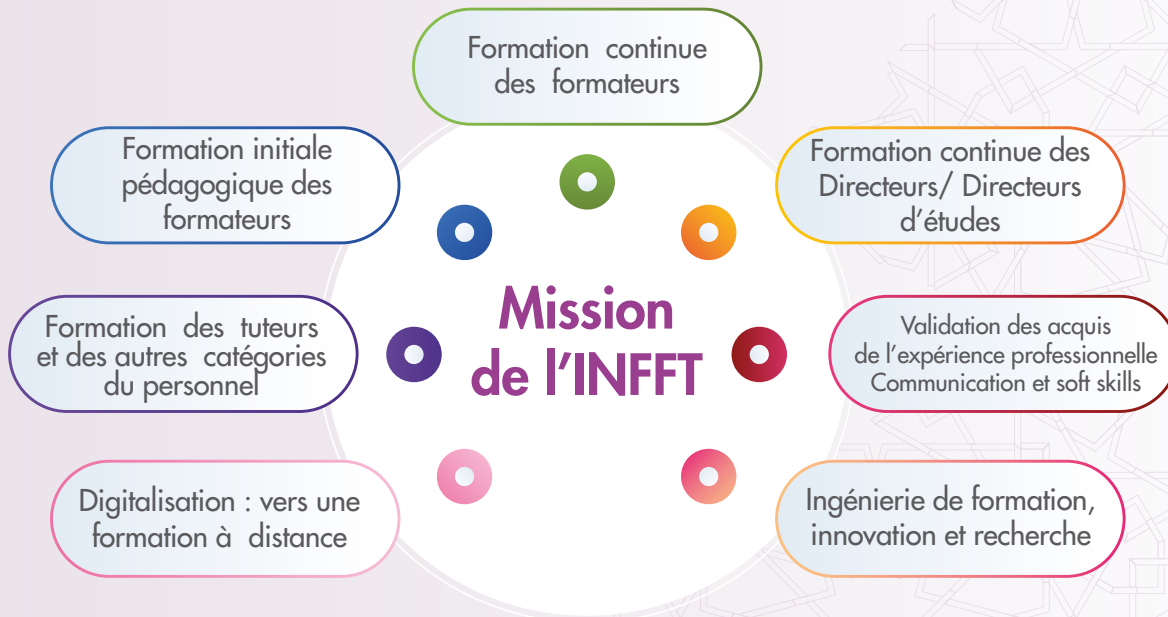 Formation continue
des formateurs
Formation initiale
pédagogique des
formateurs
Formation continue des
Directeurs/ Directeurs
d'études
Mission
de l'INFFT
Formation des tuteurs
et des autres catégories
du personnel
Validation des acquis
de l'expérience professionnelle
Communication et soft skills
Digitalisation : vers une
formation à distance
Ingénierie de formation,
innovation et recherche